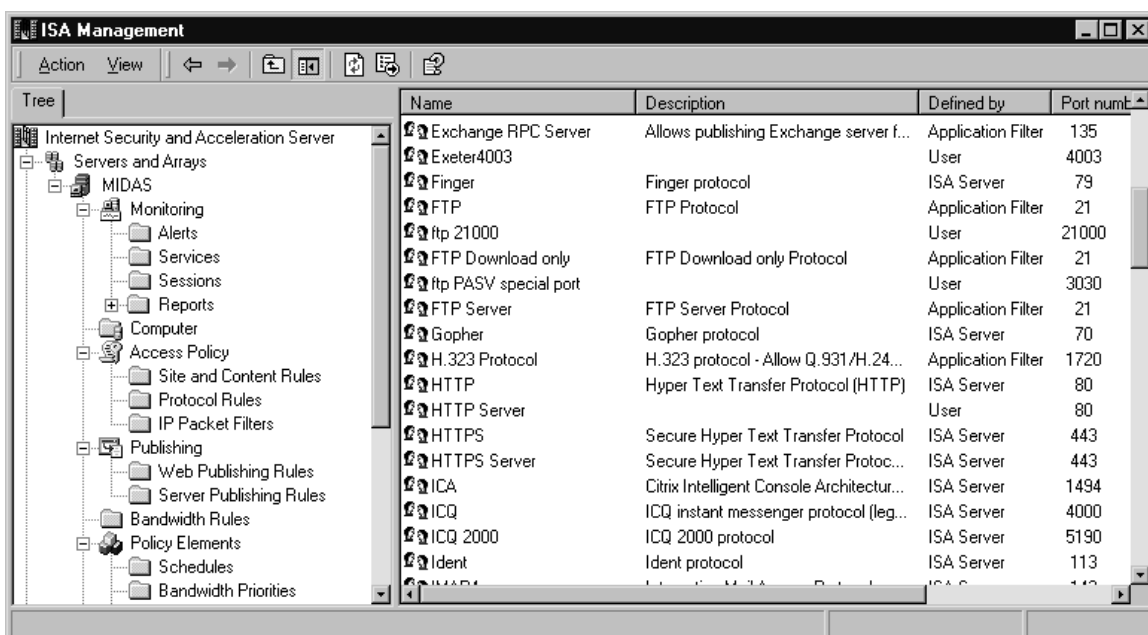 ISA Management
Action View
Tree
Internet Security and Acceleration Server
Servers and Arrays
MIDAS
Monitoring
Alerts
Services
Sessions
Reports
Computer
Access Policy
Site and Content Rules
Protocol Rules
IP Packet Filters
Publishing
Web Publishing Rules
Server Publishing Rules
Bandwidth Rules
Policy Elements
Schedules
Bandwidth Priorities
Name Description Defined by Port numb
Exchange RPC Server Allows publishing Exchange server f... Application Filter 135
Exeter4003 User 4003
Finger Finger protocol ISA Server 79
FTP FTP Protocol Application Filter 21
ftp 21000 User 21000
FTP Download only FTP Download only Protocol Application Filter 21
ftp PASV special port User 3030
FTP Server FTP Server Protocol Application Filter 21
Gopher Gopher protocol ISA Server 70
H.323 Protocol H.323 protocol - Allow Q.931/H.24... Application Filter 1720
HTTP Hyper Text Transfer Protocol (HTTP) ISA Server 80
HTTP Server User 80
HTTPS Secure Hyper Text Transfer Protocol ISA Server 443
HTTPS Server Secure Hyper Text Transfer Protoc... ISA Server 443
ICA Citrix Intelligent Console Architectur... ISA Server 1494
ICQ ICQ instant messenger protocol (leg... ISA Server 4000
ICQ 2000 ICQ 2000 protocol ISA Server 5190
Ident Ident protocol ISA Server 113